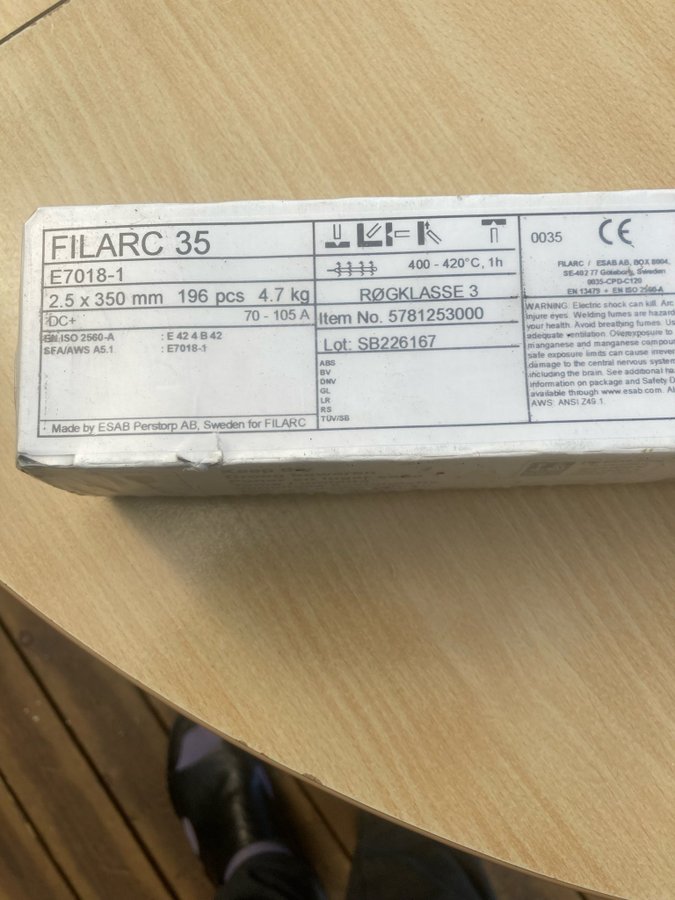 FILARC 35
E7018-1
2.5 x 350 mm 196 pcs 4.7 kg
DC+ 70 - 105 A
EN ISO 2560-A : E 42 4 B 42
SFA/AWS A5.1 : E7018-1
Made by ESAB Perstorp AB, Sweden for FILARC
400 - 420°C, 1h
RØGKLASSE 3
Item No. 5781253000
Lot: SB226167
ABS
BV
DNV
GL
LR
RS
TÜV/SB
0035 CE
FILARC / ESAB AB, BOX 8004,
SE-402 77 Göteborg, Sweden
0035-CPD-C120
EN 13479 + EN ISO 2560-A
WARNING: Electric shock can kill. Arc
injure eyes. Welding fumes are
your health. Avoid breathing fumes.
adequate ventilation. Overexposure to
manganese and manganese
safe exposure limits can cause
damage to the central nervous system
including the brain. See additional
information on package and Safety
available through www.esab.com.
AWS: ANSI Z49.1.